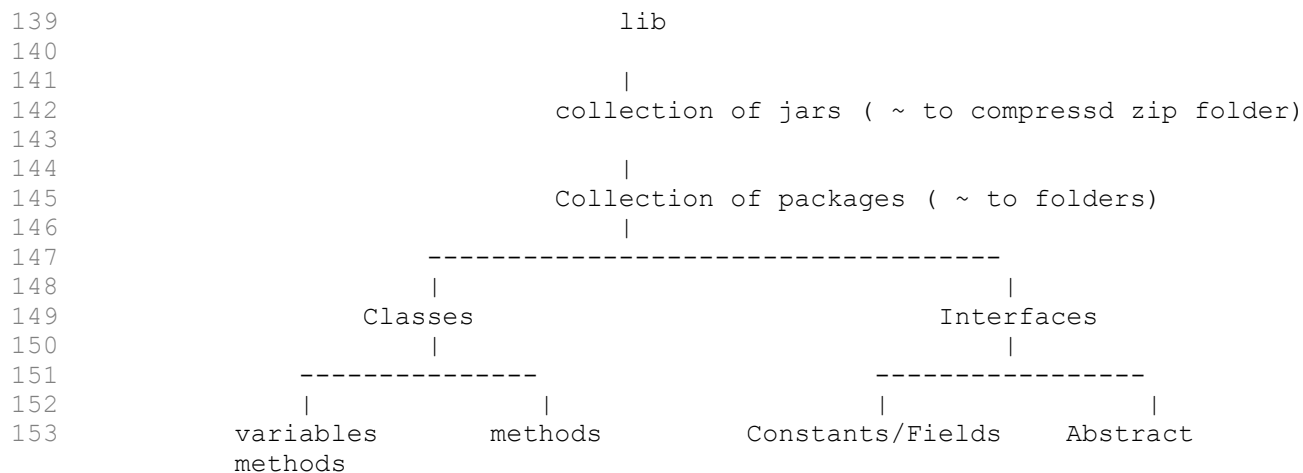 139 lib
140
141 |
142 collection of jars ( ~ to compressd zip folder)
143
144 |
145 Collection of packages ( ~ to folders)
146 |
147 ------------------------------------
148 | |
149 Classes Interfaces
150 | |
151 --------------- -----------------
152 | | | |
153 variables methods Constants/Fields Abstract
methods